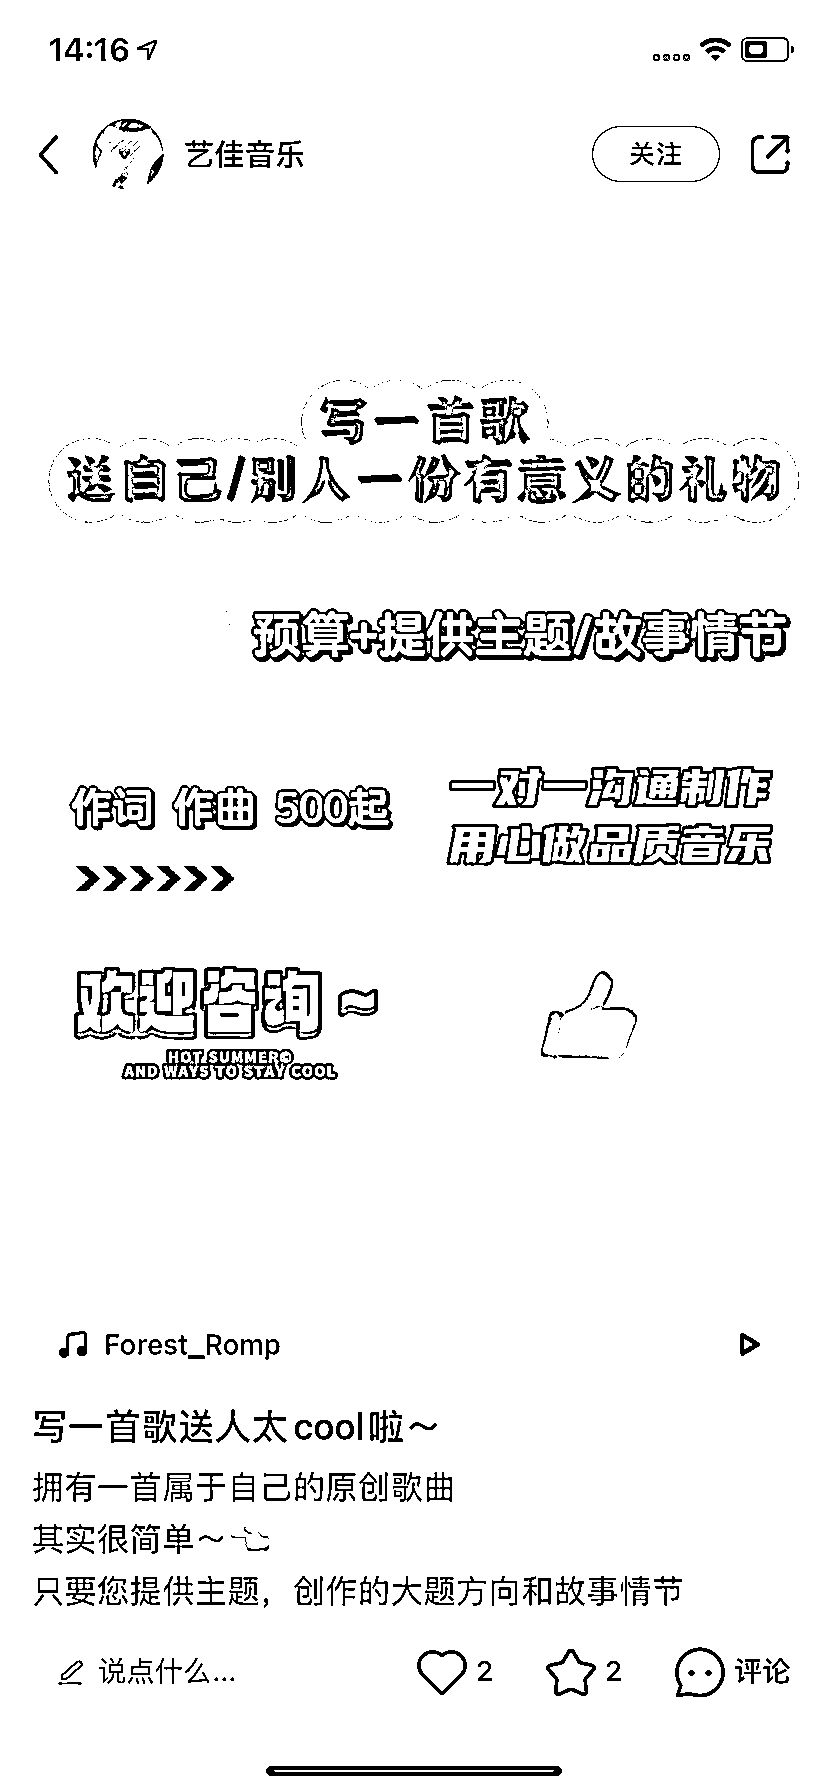 14:16
艺佳音乐
关注
写一首歌
送自己/别人一份有意义的礼物
预算+提供主题/故事情节
作词 作曲 500起
一对一沟通制作
用心做品质音乐
欢迎咨询~
HOT SUMMER©
AND WAYS TO STAY COOL
Forest_Romp
写一首歌送人太cool啦~
拥有一首属于自己的原创歌曲
其实很简单~👈
只要您提供主题，创作的大题方向和故事情节
说点什么...
2
2
评论